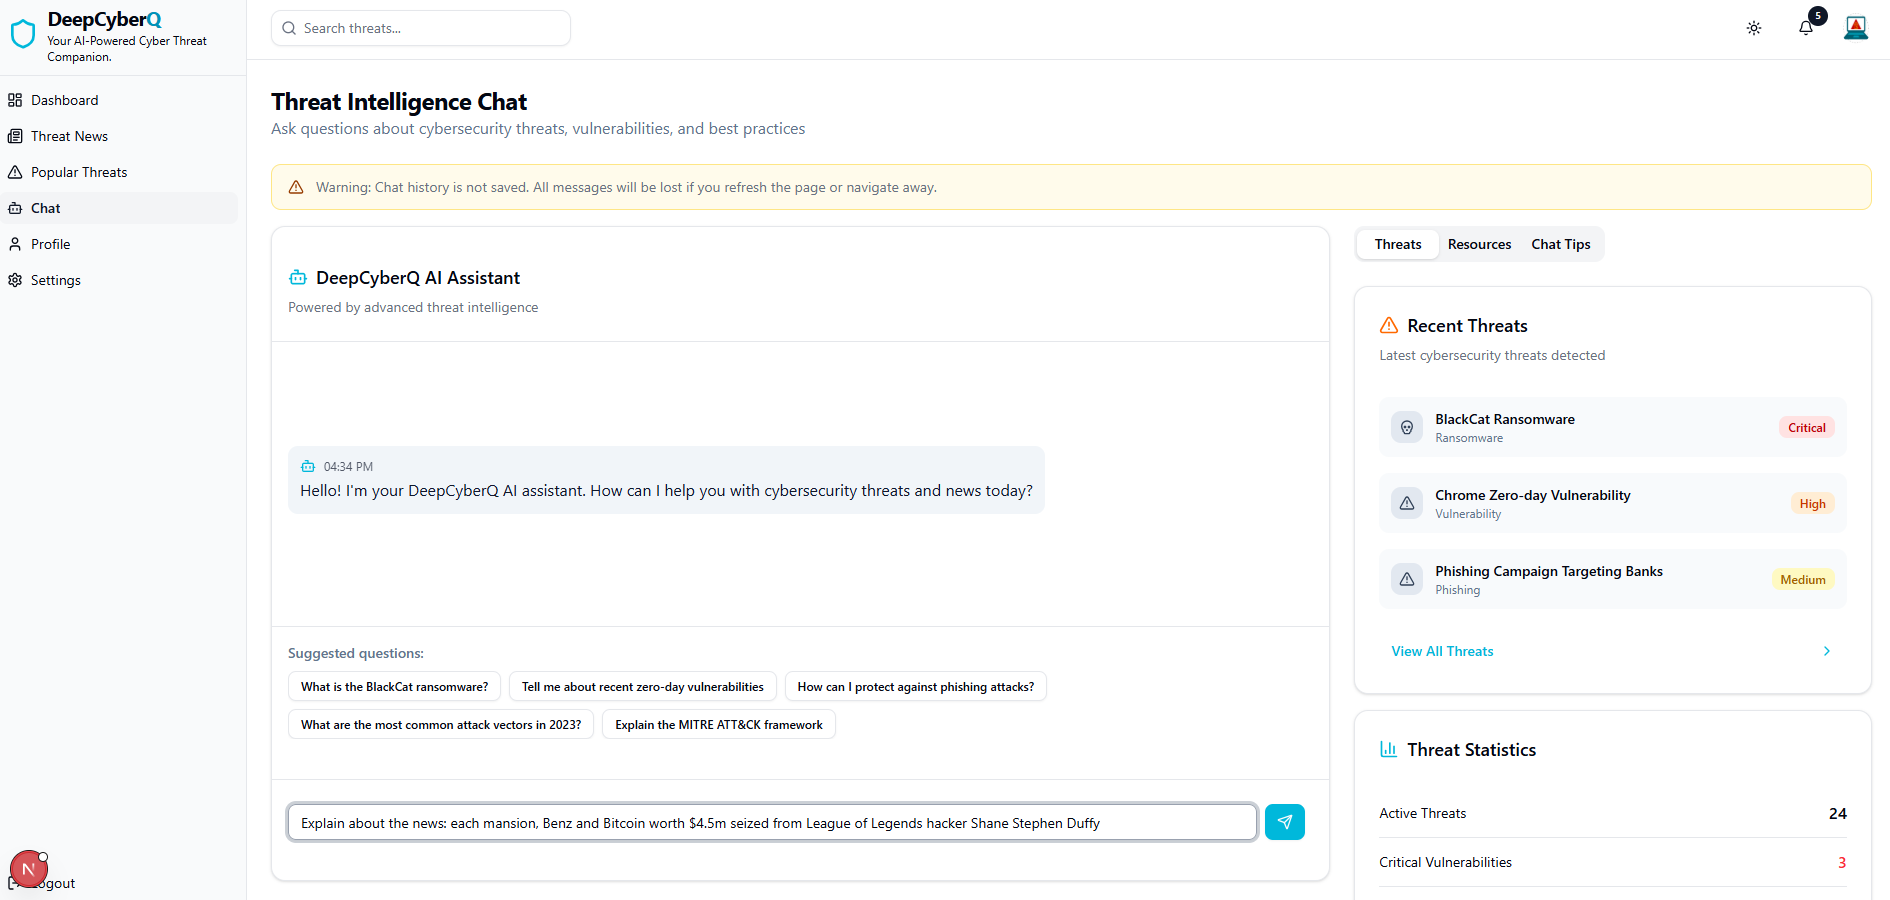 DeepCyberQ
Your AI-Powered Cyber Threat
Companion.
Search threats...
5
Dashboard
Threat News
Popular Threats
Chat
Profile
Settings
N
ogout
Threat Intelligence Chat
Ask questions about cybersecurity threats, vulnerabilities, and best practices
Warning: Chat history is not saved. All messages will be lost if you refresh the page or navigate away.
DeepCyberQ AI Assistant
Powered by advanced threat intelligence
04:34 PM
Hello! I'm your DeepCyberQ AI assistant. How can I help you with cybersecurity threats and news today?
Suggested questions:
What is the BlackCat ransomware?
Tell me about recent zero-day vulnerabilities
How can I protect against phishing attacks?
What are the most common attack vectors in 2023?
Explain the MITRE ATT&CK framework
Explain about the news: each mansion, Benz and Bitcoin worth $4.5m seized from League of Legends hacker Shane Stephen Duffy
Threats
Resources
Chat Tips
Recent Threats
Latest cybersecurity threats detected
BlackCat Ransomware
Ransomware
Critical
Chrome Zero-day Vulnerability
Vulnerability
High
Phishing Campaign Targeting Banks
Phishing
Medium
View All Threats
Threat Statistics
Active Threats
24
Critical Vulnerabilities
3